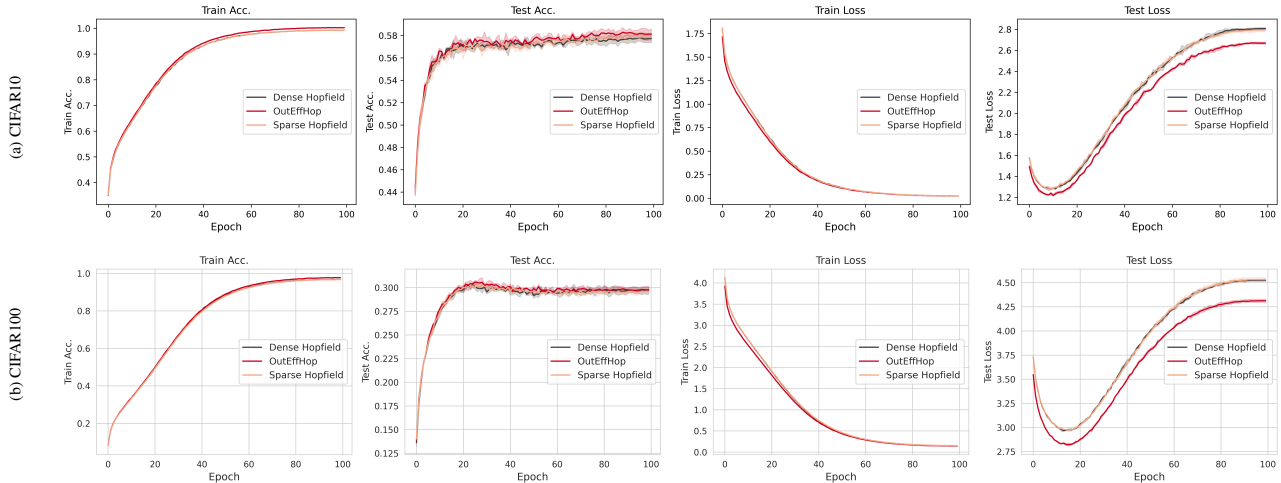 (a) CIFAR10
Train Acc.
Train Acc.
1.0
0.9
0.8
0.7
0.6
0.5
0.4
0 20 40 60 80 100
Epoch
Dense Hopfield
OutEffHop
Sparse Hopfield
Test Acc.
Test Acc.
0.58
0.56
0.54
0.52
0.50
0.48
0.46
0.44
0 20 40 60 80 100
Epoch
Dense Hopfield
OutEffHop
Sparse Hopfield
Train Loss
Train Loss
1.75
1.50
1.25
1.00
0.75
0.50
0.25
0.00
0 20 40 60 80 100
Epoch
Dense Hopfield
OutEffHop
Sparse Hopfield
Test Loss
Test Loss
2.8
2.6
2.4
2.2
2.0
1.8
1.6
1.4
1.2
0 20 40 60 80 100
Epoch
Dense Hopfield
OutEffHop
Sparse Hopfield
(b) CIFAR100
Train Acc.
Train Acc.
1.0
0.8
0.6
0.4
0.2
0 20 40 60 80 100
Epoch
Dense Hopfield
OutEffHop
Sparse Hopfield
Test Acc.
Test Acc.
0.300
0.275
0.250
0.225
0.200
0.175
0.150
0.125
0 20 40 60 80 100
Epoch
Dense Hopfield
OutEffHop
Sparse Hopfield
Train Loss
Train Loss
4.0
3.5
3.0
2.5
2.0
1.5
1.0
0.5
0.0
0 20 40 60 80 100
Epoch
Dense Hopfield
OutEffHop
Sparse Hopfield
Test Loss
Test Loss
4.50
4.25
4.00
3.75
3.50
3.25
3.00
2.75
0 20 40 60 80 100
Epoch
Dense Hopfield
OutEffHop
Sparse Hopfield